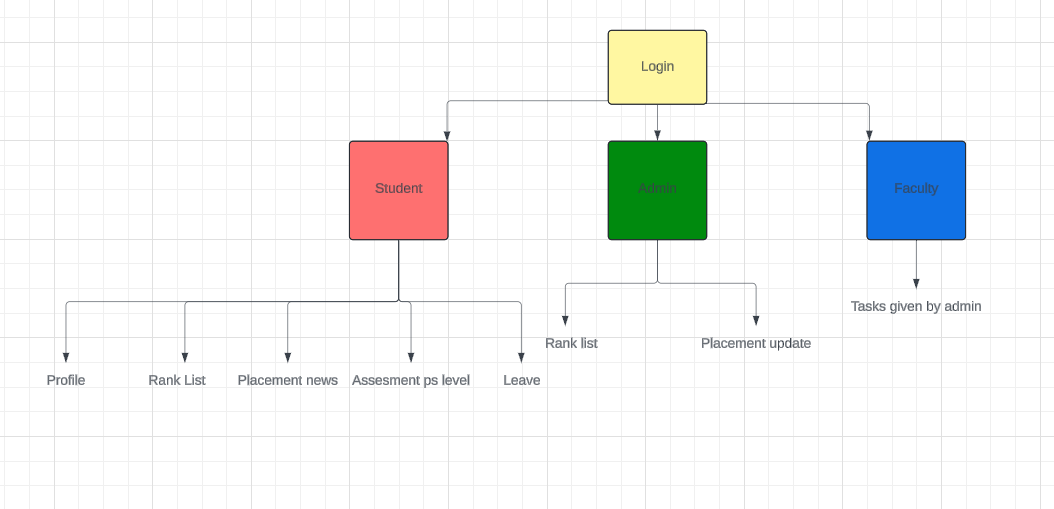 Login
Student
Admin
Faculty
Tasks given by admin
Rank list
Placement update
Profile
Rank List
Placement news
Assesment ps level
Leave